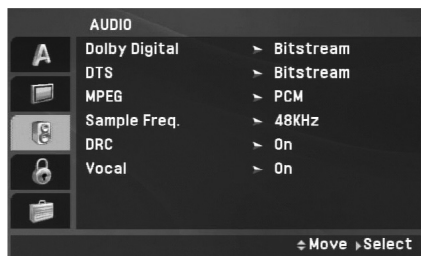 AUDIO
A
Dolby Digital ➤ Bitstream
DTS ➤ Bitstream
MPEG ➤ PCM
Sample Freq. ➤ 48KHz
DRC ➤ On
Vocal ➤ On
Move Select